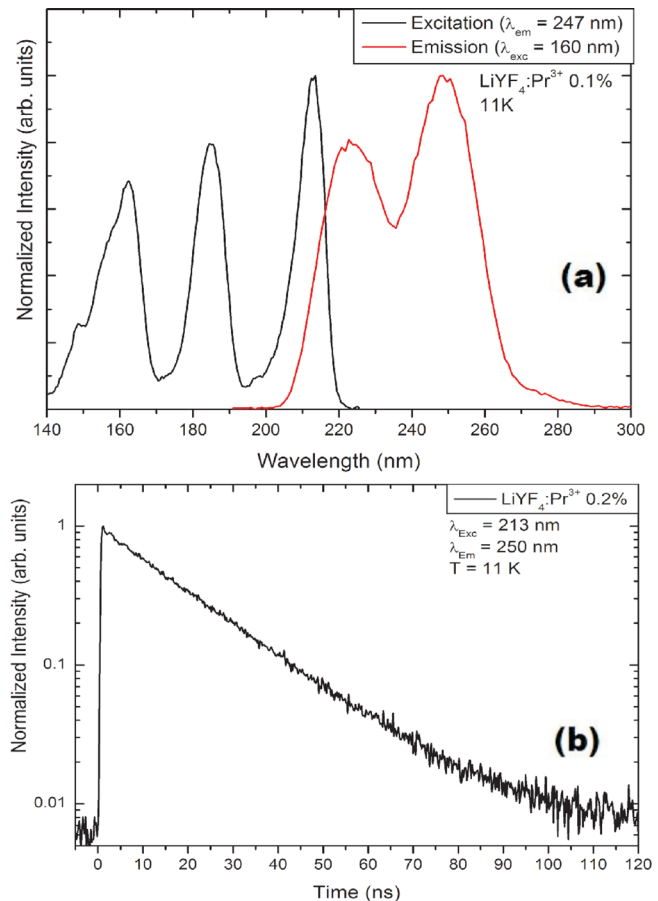 Excitation (λem = 247 nm)
Emission (λexc = 160 nm)
LiYF4:Pr3+ 0.1%
11K
(a)
Normalized Intensity (arb. units)
140 160 180 200 220 240 260 280 300
Wavelength (nm)
LiYF4:Pr3+ 0.2%
λExc = 213 nm
λEm = 250 nm
T = 11 K
1
0.1
0.01
(b)
Normalized Intensity (arb. units)
0 10 20 30 40 50 60 70 80 90 100 110 120
Time (ns)